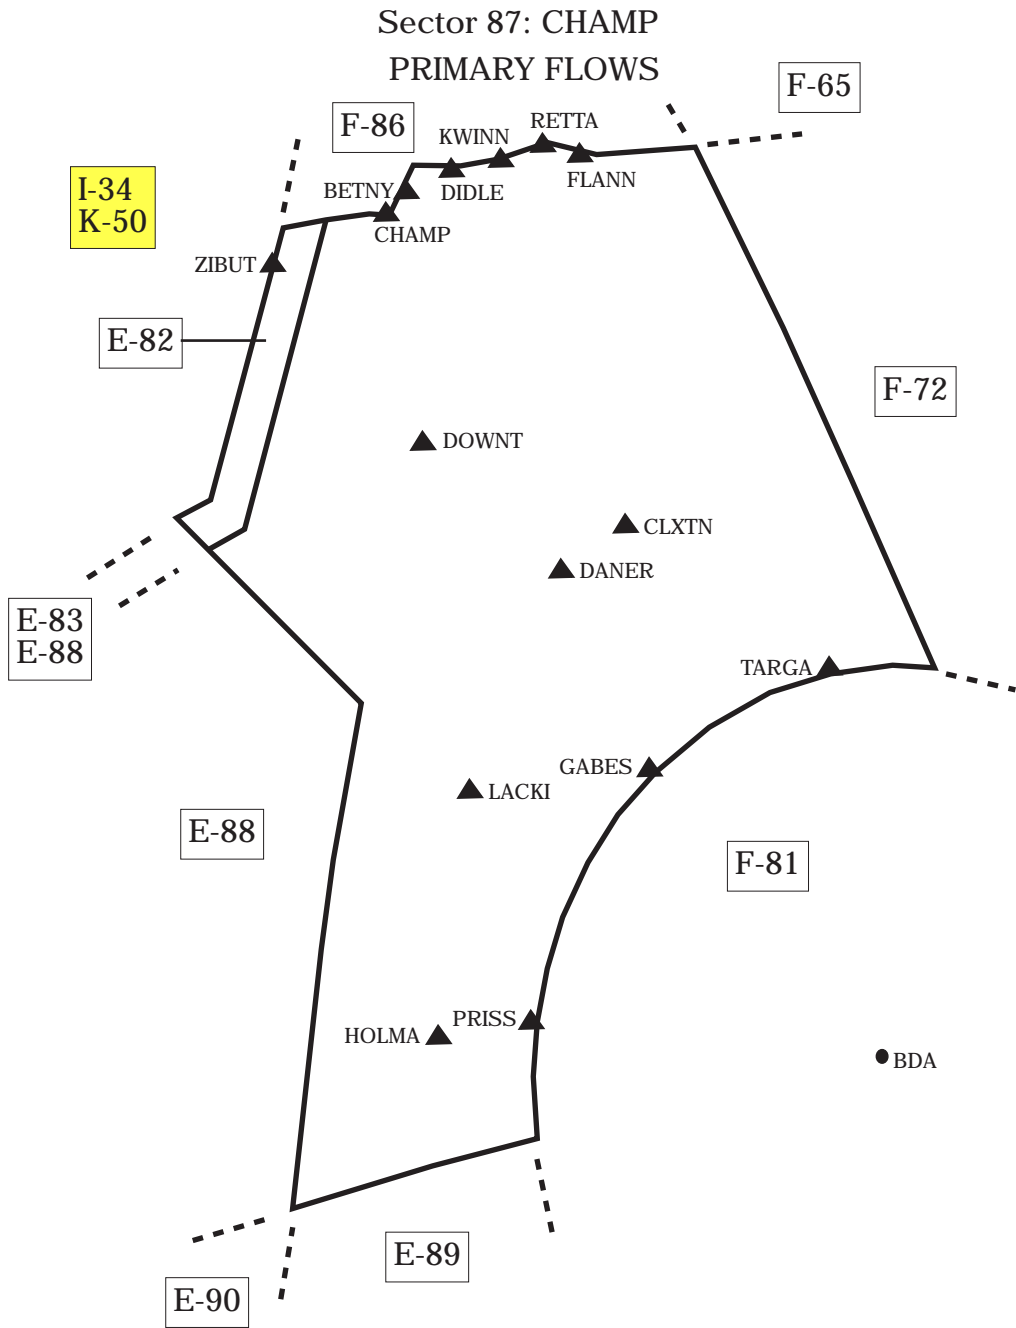 Sector 87: CHAMP
PRIMARY FLOWS
F-65
F-86
RETTA
KWINN
FLANN
BETNY
DIDLE
I-34
K-50
CHAMP
ZIBUT
E-82
F-72
DOWNT
CLXTN
DANER
E-83
E-88
TARGA
GABES
LACKI
E-88
F-81
PRISS
HOLMA
BDA
E-89
E-90